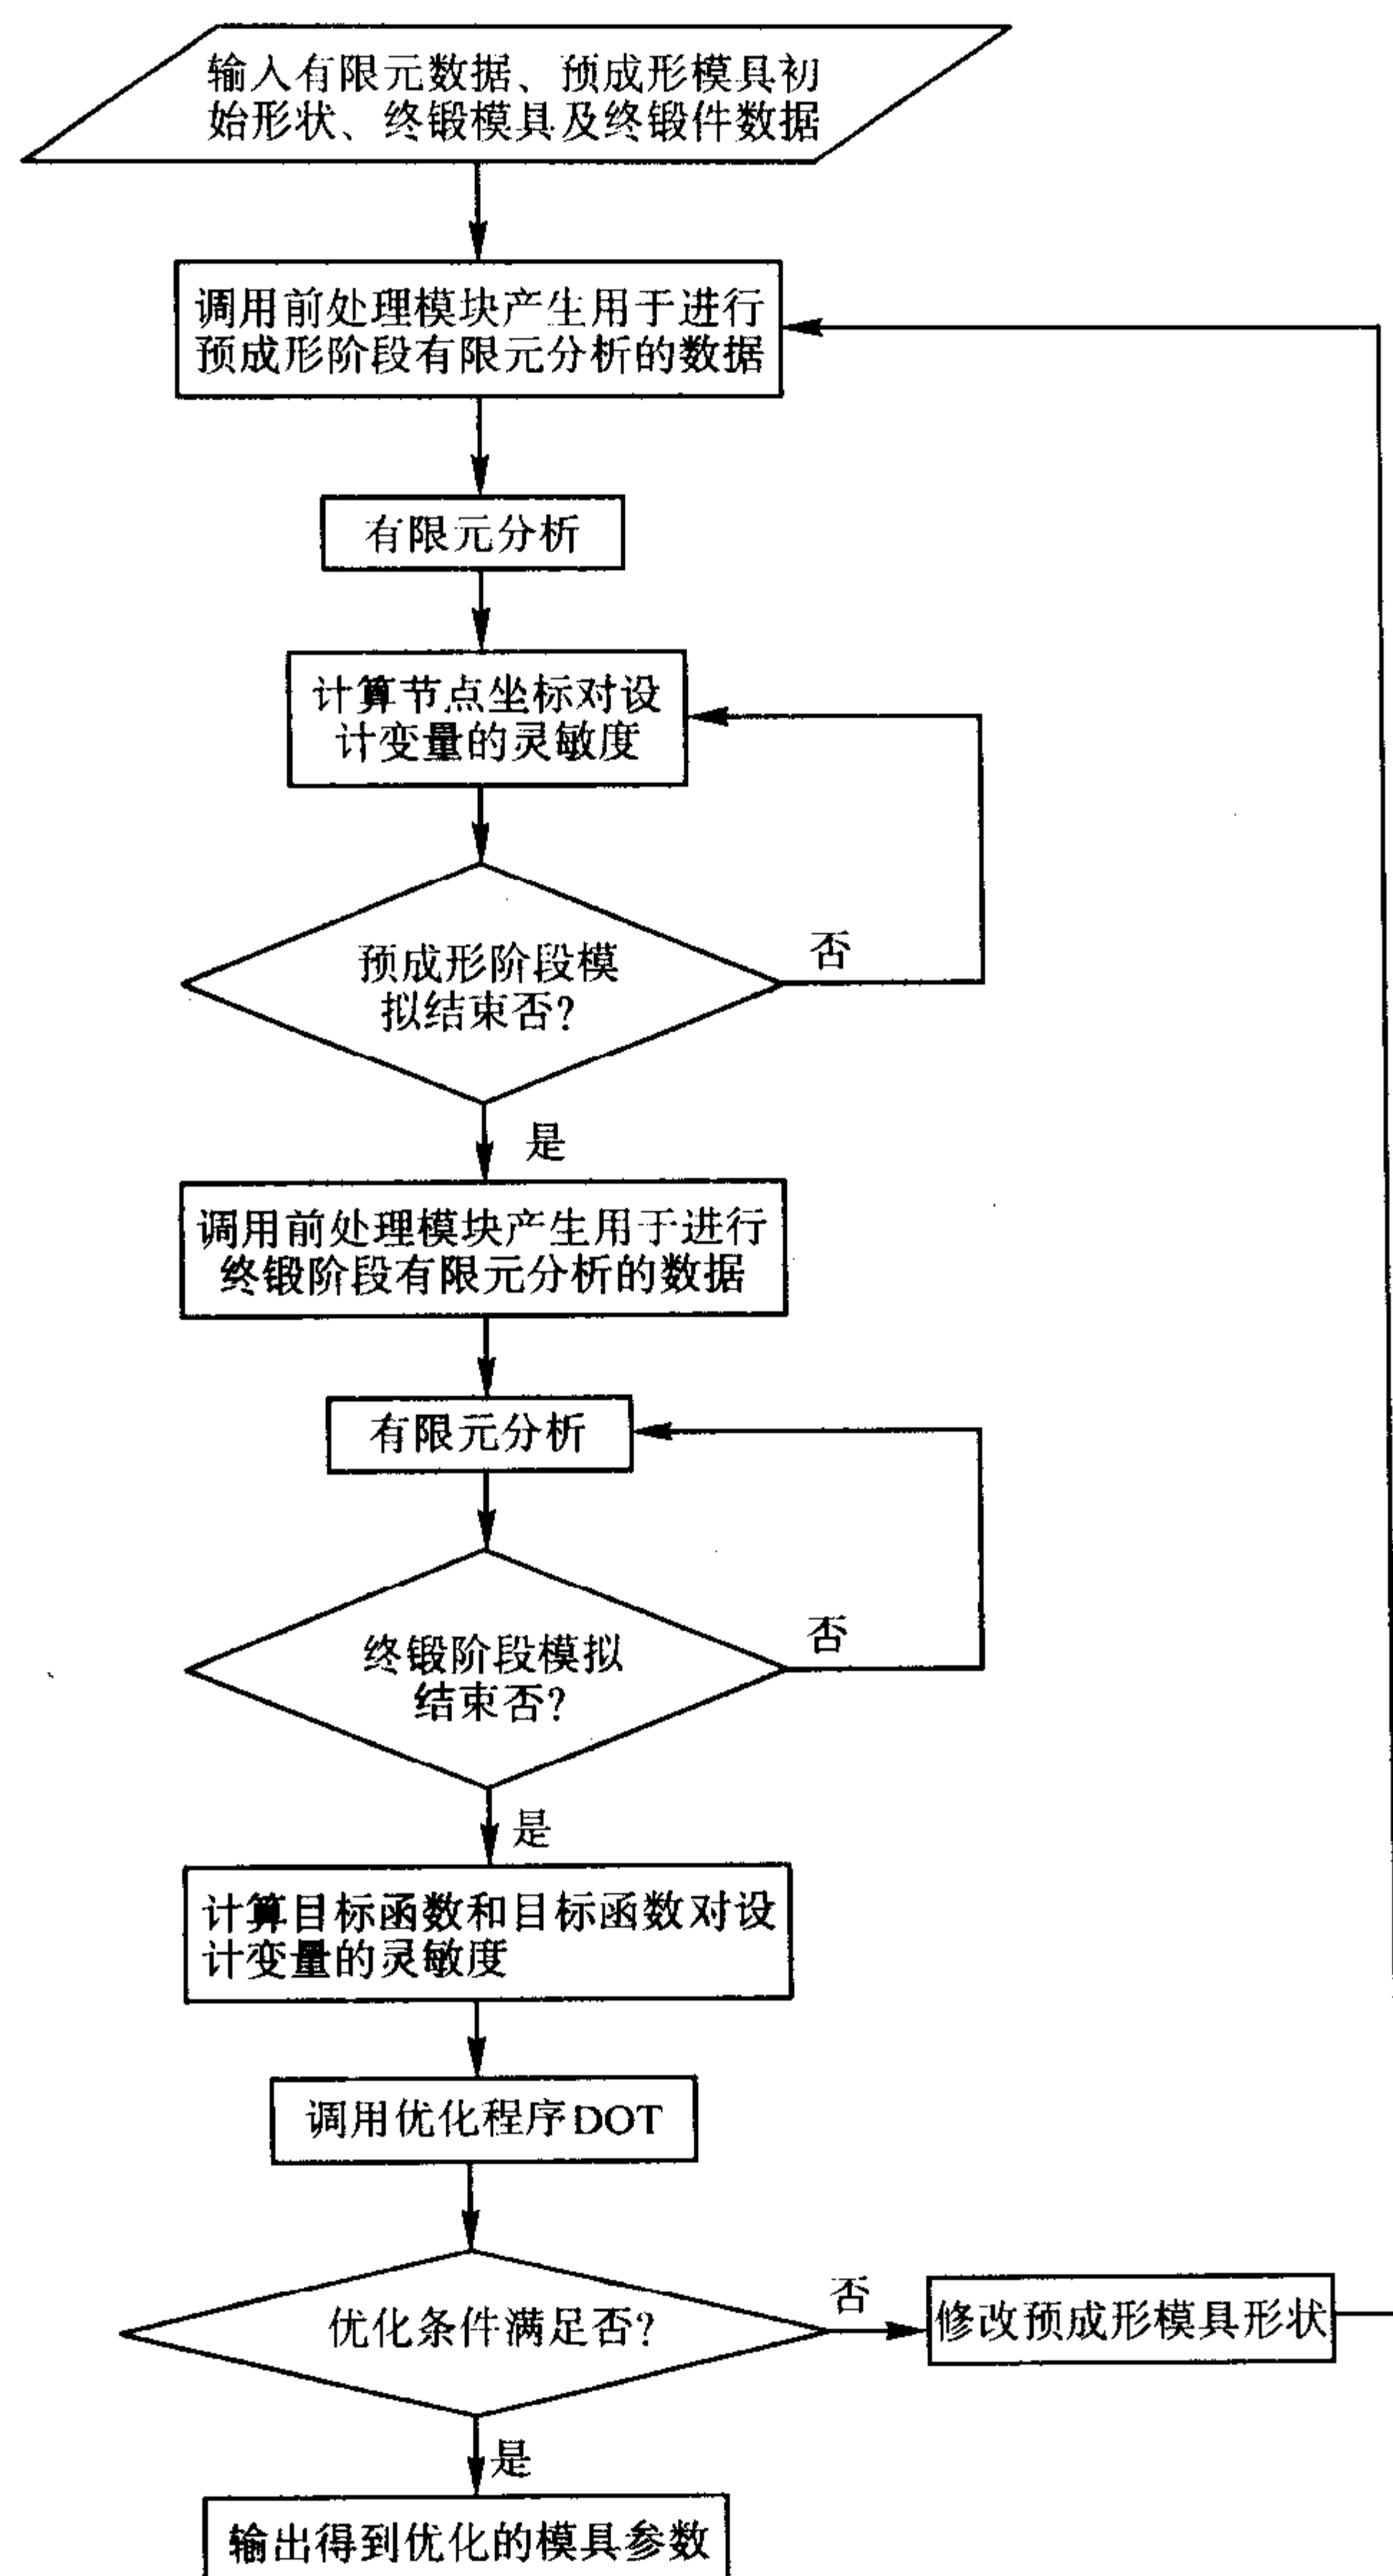 输入有限元数据、预成形模具初
始形状、终锻模具及终锻件数据
调用前处理模块产生用于进行
预成形阶段有限元分析的数据
有限元分析
计算节点坐标对设
计变量的灵敏度
预成形阶段模
拟结束否?
否
是
调用前处理模块产生用于进行
终锻阶段有限元分析的数据
有限元分析
终锻阶段模拟
结束否?
否
是
计算目标函数和目标函数对设
计变量的灵敏度
调用优化程序DOT
优化条件满足否?
否
修改预成形模具形状
是
输出得到优化的模具参数